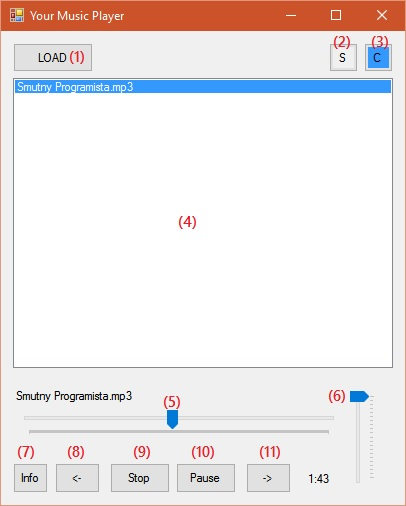 Your Music Player
LOAD (1) (2) (3)
S C
Smutny Programista.mp3
(4)
Smutny Programista.mp3 (6)
(5)
(7) (8) (9) (10) (11)
Info <- Stop Pause -> 1:43